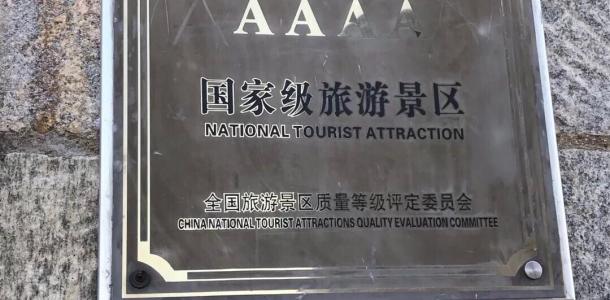 AAAA
国家级旅游景区
NATIONAL TOURIST ATTRACTION
全国旅游景区质量等级评定委员会
CHINA NATIONAL TOURIST ATTRACTIONS QUALITY EVALUATION COMMITTEE